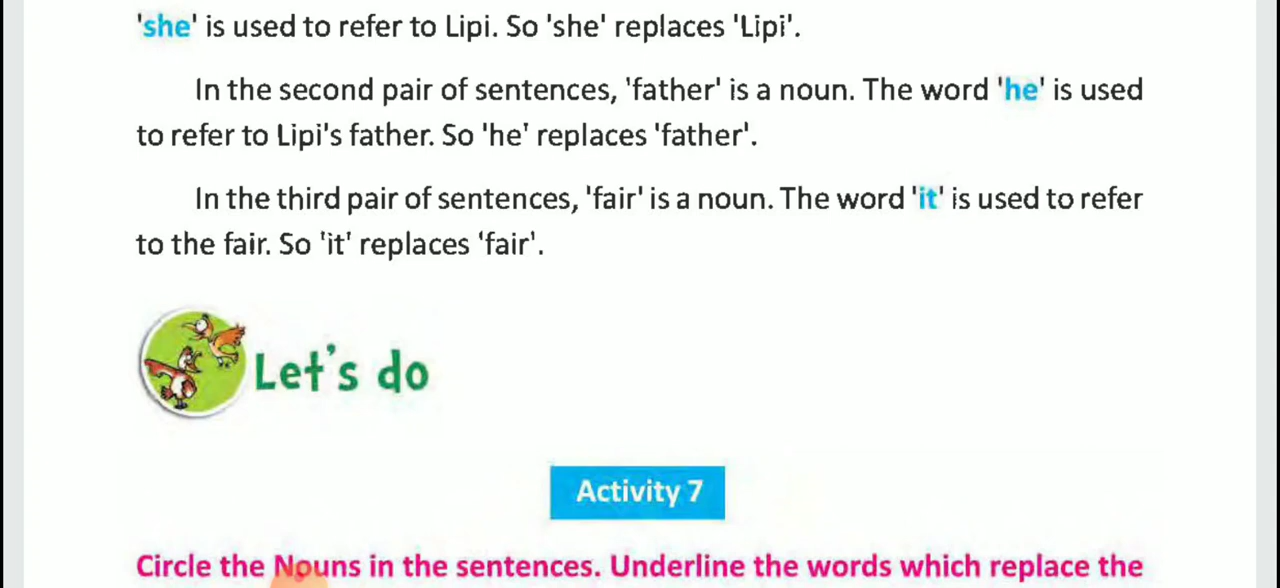 'she' is used to refer to Lipi. So 'she' replaces 'Lipi'.
In the second pair of sentences, 'father' is a noun. The word 'he' is used
to refer to Lipi's father. So 'he' replaces 'father'.
In the third pair of sentences, 'fair' is a noun. The word 'it' is used to refer
to the fair. So 'it' replaces 'fair'.
Let's do
Activity 7
Circle the Nouns in the sentences. Underline the words which replace the